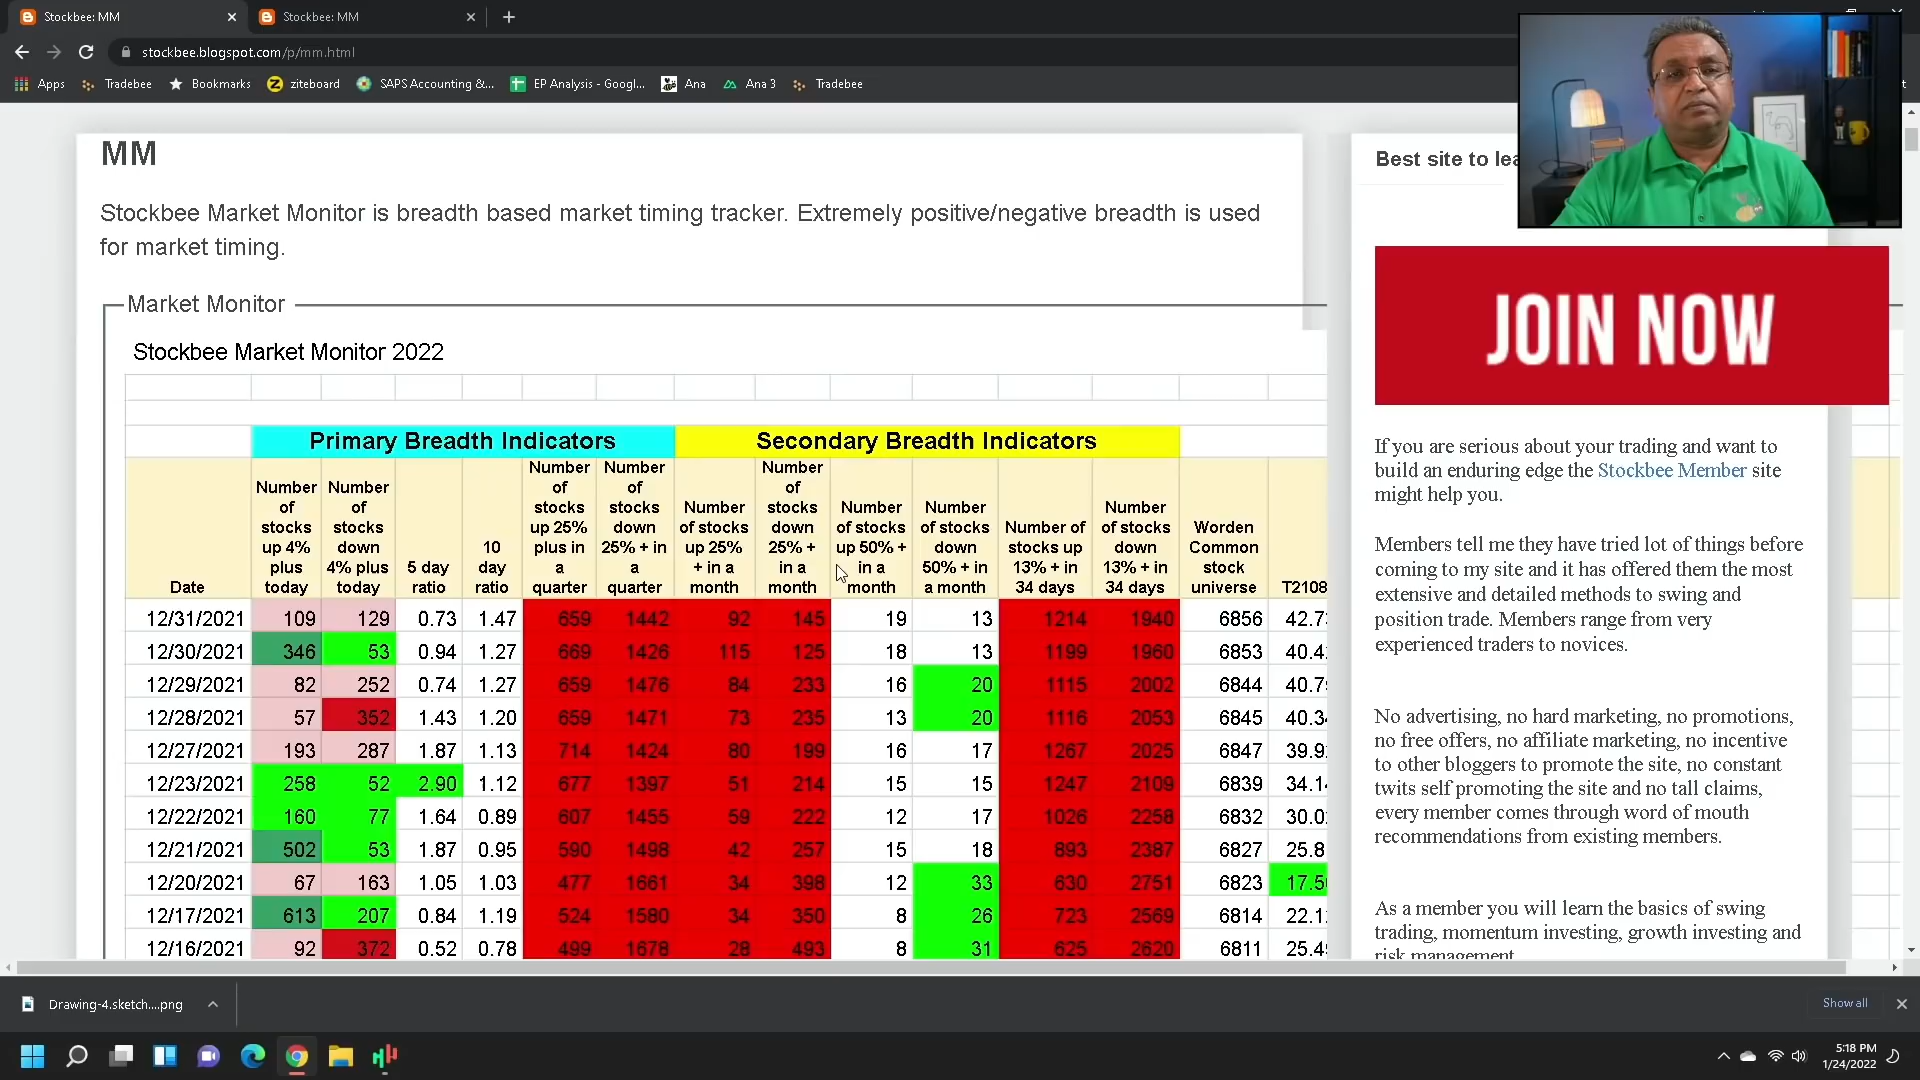 Stockbee: MM
Stockbee: MM
stockbee.blogspot.com/p/mm.html
Apps Tradebee Bookmarks ziteboard SAPS Accounting &... EP Analysis - Googl... Ana Ana 3 Tradebee
MM
Stockbee Market Monitor is breadth based market timing tracker. Extremely positive/negative breadth is used
for market timing.
Market Monitor
Stockbee Market Monitor 2022
Primary Breadth Indicators Secondary Breadth Indicators
Date
Number of stocks up 4% plus today
Number of stocks down 4% plus today
5 day ratio
10 day ratio
Number of stocks up 25% plus in a quarter
Number of stocks down 25% + in a quarter
Number of stocks up 25% + in a month
Number of stocks down 25% + in a month
Number of stocks up 50% + in a month
Number of stocks down 50% + in a month
Number of stocks up 13% + in 34 days
Number of stocks down 13% + in 34 days
Worden Common stock universe
T2108
12/31/2021 109 129 0.73 1.47 659 1442 92 145 19 13 1214 1940 6856
12/30/2021 346 53 0.94 1.27 669 1426 115 125 18 13 1199 1960 6853
12/29/2021 82 252 0.74 1.27 659 1476 84 233 16 20 1115 2002 6844
12/28/2021 57 352 1.43 1.20 659 1471 73 235 13 20 1116 2053 6845
12/27/2021 193 287 1.87 1.13 714 1424 80 199 16 17 1267 2025 6847
12/23/2021 258 52 2.90 1.12 677 1397 51 214 15 15 1247 2109 6839
12/22/2021 160 77 1.64 0.89 607 1455 59 222 12 17 1026 2258 6832
12/21/2021 502 53 1.87 0.95 590 1498 42 257 15 18 893 2387 6827 25.8
12/20/2021 67 163 1.05 1.03 477 1661 34 398 12 33 630 2751 6823
12/17/2021 613 207 0.84 1.19 524 1580 34 350 8 26 723 2569 6814
12/16/2021 92 372 0.52 0.78 499 1678 28 493 8 31 625 2620 6811
Best site to
JOIN NOW
If you are serious about your trading and want to
build an enduring edge the Stockbee Member site
might help you.
Members tell me they have tried lot of things before
coming to my site and it has offered them the most
extensive and detailed methods to swing and
position trade. Members range from very
experienced traders to novices.
No advertising, no hard marketing, no promotions,
no free offers, no affiliate marketing, no incentive
to other bloggers to promote the site, no constant
twits self promoting the site and no tall claims,
every member comes through word of mouth
recommendations from existing members.
As a member you will learn the basics of swing
trading, momentum investing, growth investing and
risk management
Drawing-4.sketch....png
Show all
5:18 PM
1/24/2022